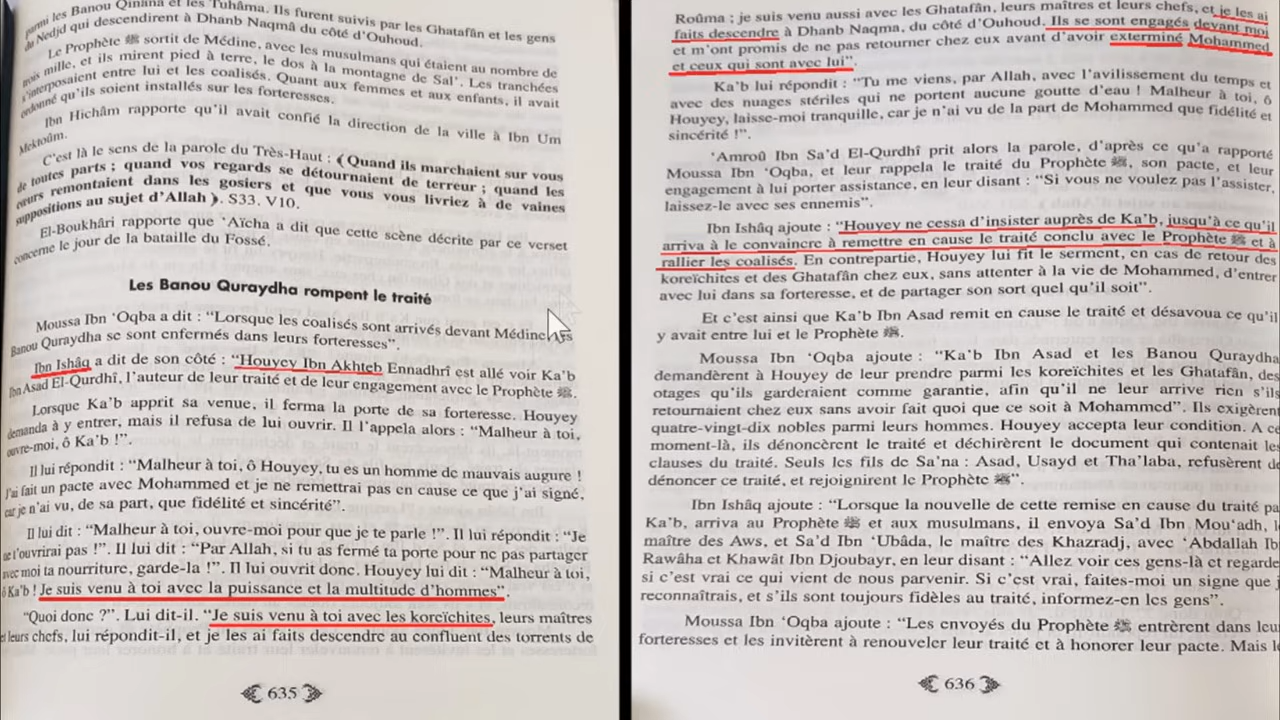 parmi les Banou Qinâna et les Tuhâma. Ils furent suivis par les Ghatafân et les gens
du Nedjd qui descendirent à Dhanb Naqmâ du côté d'Ouhoud.
Le Prophète ﷺ sortit de Médine, avec les musulmans qui étaient au nombre de
trois mille, et ils mirent pied à terre, le dos à la montagne de Sal'. Les tranchées
s'interposaient entre lui et les coalisés. Quant aux femmes et aux enfants, il avait
ordonné qu'ils soient installés sur les forteresses.
Ibn Hichâm rapporte qu'il avait confié la direction de la ville à Ibn Um
Mektoûm.
C'est là le sens de la parole du Très-Haut : ⟨ Quand ils marchaient sur vous
de toutes parts ; quand vos regards se détournaient de terreur ; quand les
cœurs remontaient dans les gosiers et que vous vous livriez à de vaines
suppositions au sujet d'Allah ⟩. S33. V10.
El-Boukhâri rapporte que 'Aïcha a dit que cette scène décrite par ce verset
concerne le jour de la bataille du Fossé.
Les Banou Quraydha rompent le traité
Moussa Ibn 'Oqba a dit : "Lorsque les coalisés sont arrivés devant Médine, les
Banou Quraydha se sont enfermés dans leurs forteresses".
Ibn Ishâq a dit de son côté : "Houyey Ibn Akhteb Ennadhrî est allé voir Ka'b
Ibn Asad El-Qurdhî, l'auteur de leur traité et de leur engagement avec le Prophète ﷺ.
Lorsque Ka'b apprit sa venue, il ferma la porte de sa forteresse. Houyey
demanda à y entrer, mais il refusa de lui ouvrir. Il l'appela alors : "Malheur à toi,
ouvre-moi, ô Ka'b !".
Il lui répondit : "Malheur à toi, ô Houyey, tu es un homme de mauvais augure !
J'ai fait un pacte avec Mohammed et je ne remettrai pas en cause ce que j'ai signé,
car je n'ai vu, de sa part, que fidélité et sincérité".
Il lui dit : "Malheur à toi, ouvre-moi pour que je te parle !". Il lui répondit : "Je
ne t'ouvrirai pas !". Il lui dit : "Par Allah, si tu as fermé ta porte pour ne pas partager
avec moi ta nourriture, garde-la !". Il lui ouvrit donc. Houyey lui dit : "Malheur à toi,
ô Ka'b ! Je suis venu à toi avec la puissance et la multitude d'hommes".
"Quoi donc ?". Lui dit-il. "Je suis venu à toi avec les koreïchites, leurs maîtres
et leurs chefs, lui répondit-il, et je les ai faits descendre au confluent des torrents de
635
Roûma ; je suis venu aussi avec les Ghatafân, leurs maîtres et leurs chefs, et je les ai
faits descendre à Dhanb Naqma, du côté d'Ouhoud. Ils se sont engagés devant moi
et m'ont promis de ne pas retourner chez eux avant d'avoir exterminé Mohammed
et ceux qui sont avec lui".
Ka'b lui répondit : "Tu me viens, par Allah, avec l'avilissement du temps et
avec des nuages stériles qui ne portent aucune goutte d'eau ! Malheur à toi, ô
Houyey, laisse-moi tranquille, car je n'ai vu de la part de Mohammed que fidélité et
sincérité !".
'Amroû Ibn Sa'd El-Qurdhî prit alors la parole, d'après ce qu'a rapporté
Moussa Ibn 'Oqba, et leur rappela le traité du Prophète ﷺ, son pacte, et leur
engagement à lui porter assistance, en leur disant : "Si vous ne voulez pas l'assister,
laissez-le avec ses ennemis".
Ibn Ishâq ajoute : "Houyey ne cessa d'insister auprès de Ka'b, jusqu'à ce qu'il
arriva à le convaincre à remettre en cause le traité conclu avec le Prophète ﷺ et à
rallier les coalisés. En contrepartie, Houyey lui fit le serment, en cas de retour des
koreïchites et des Ghatafân chez eux, sans attenter à la vie de Mohammed, d'entrer
avec lui dans sa forteresse, et de partager son sort quel qu'il soit".
Et c'est ainsi que Ka'b Ibn Asad remit en cause le traité et désavoua ce qu'il
y avait entre lui et le Prophète ﷺ.
Moussa Ibn 'Oqba ajoute : "Ka'b Ibn Asad et les Banou Quraydha
demandèrent à Houyey de leur prendre parmi les koreïchites et les Ghatafân, des
otages qu'ils garderaient comme garantie, afin qu'il ne leur arrive rien s'ils
retournaient chez eux sans avoir fait quoi que ce soit à Mohammed". Ils exigèrent
quatre-vingt-dix nobles parmi leurs hommes. Houyey accepta leur condition. A ce
moment-là, ils dénoncèrent le traité et déchirèrent le document qui contenait les
clauses du traité. Seuls les fils de Sa'na : Asad, Usayd et Tha'laba, refusèrent de
dénoncer ce traité, et rejoignirent le Prophète ﷺ".
Ibn Ishâq ajoute : "Lorsque la nouvelle de cette remise en cause du traité pa
Ka'b, arriva au Prophète ﷺ et aux musulmans, il envoya Sa'd Ibn Mou'adh, l
maître des Aws, et Sa'd Ibn 'Ubâda, le maître des Khazradj, avec 'Abdallah Ib
Rawâha et Khawât Ibn Djoubayr, en leur disant : "Allez voir ces gens-là et regarde
si c'est vrai ce qui vient de nous parvenir. Si c'est vrai, faites-moi un signe que j
reconnaîtrais, et s'ils sont toujours fidèles au traité, informez-en les gens".
Moussa Ibn 'Oqba ajoute : "Les envoyés du Prophète ﷺ entrèrent dans leur
forteresses et les invitèrent à renouveler leur traité et à honorer leur pacte. Mais le
636